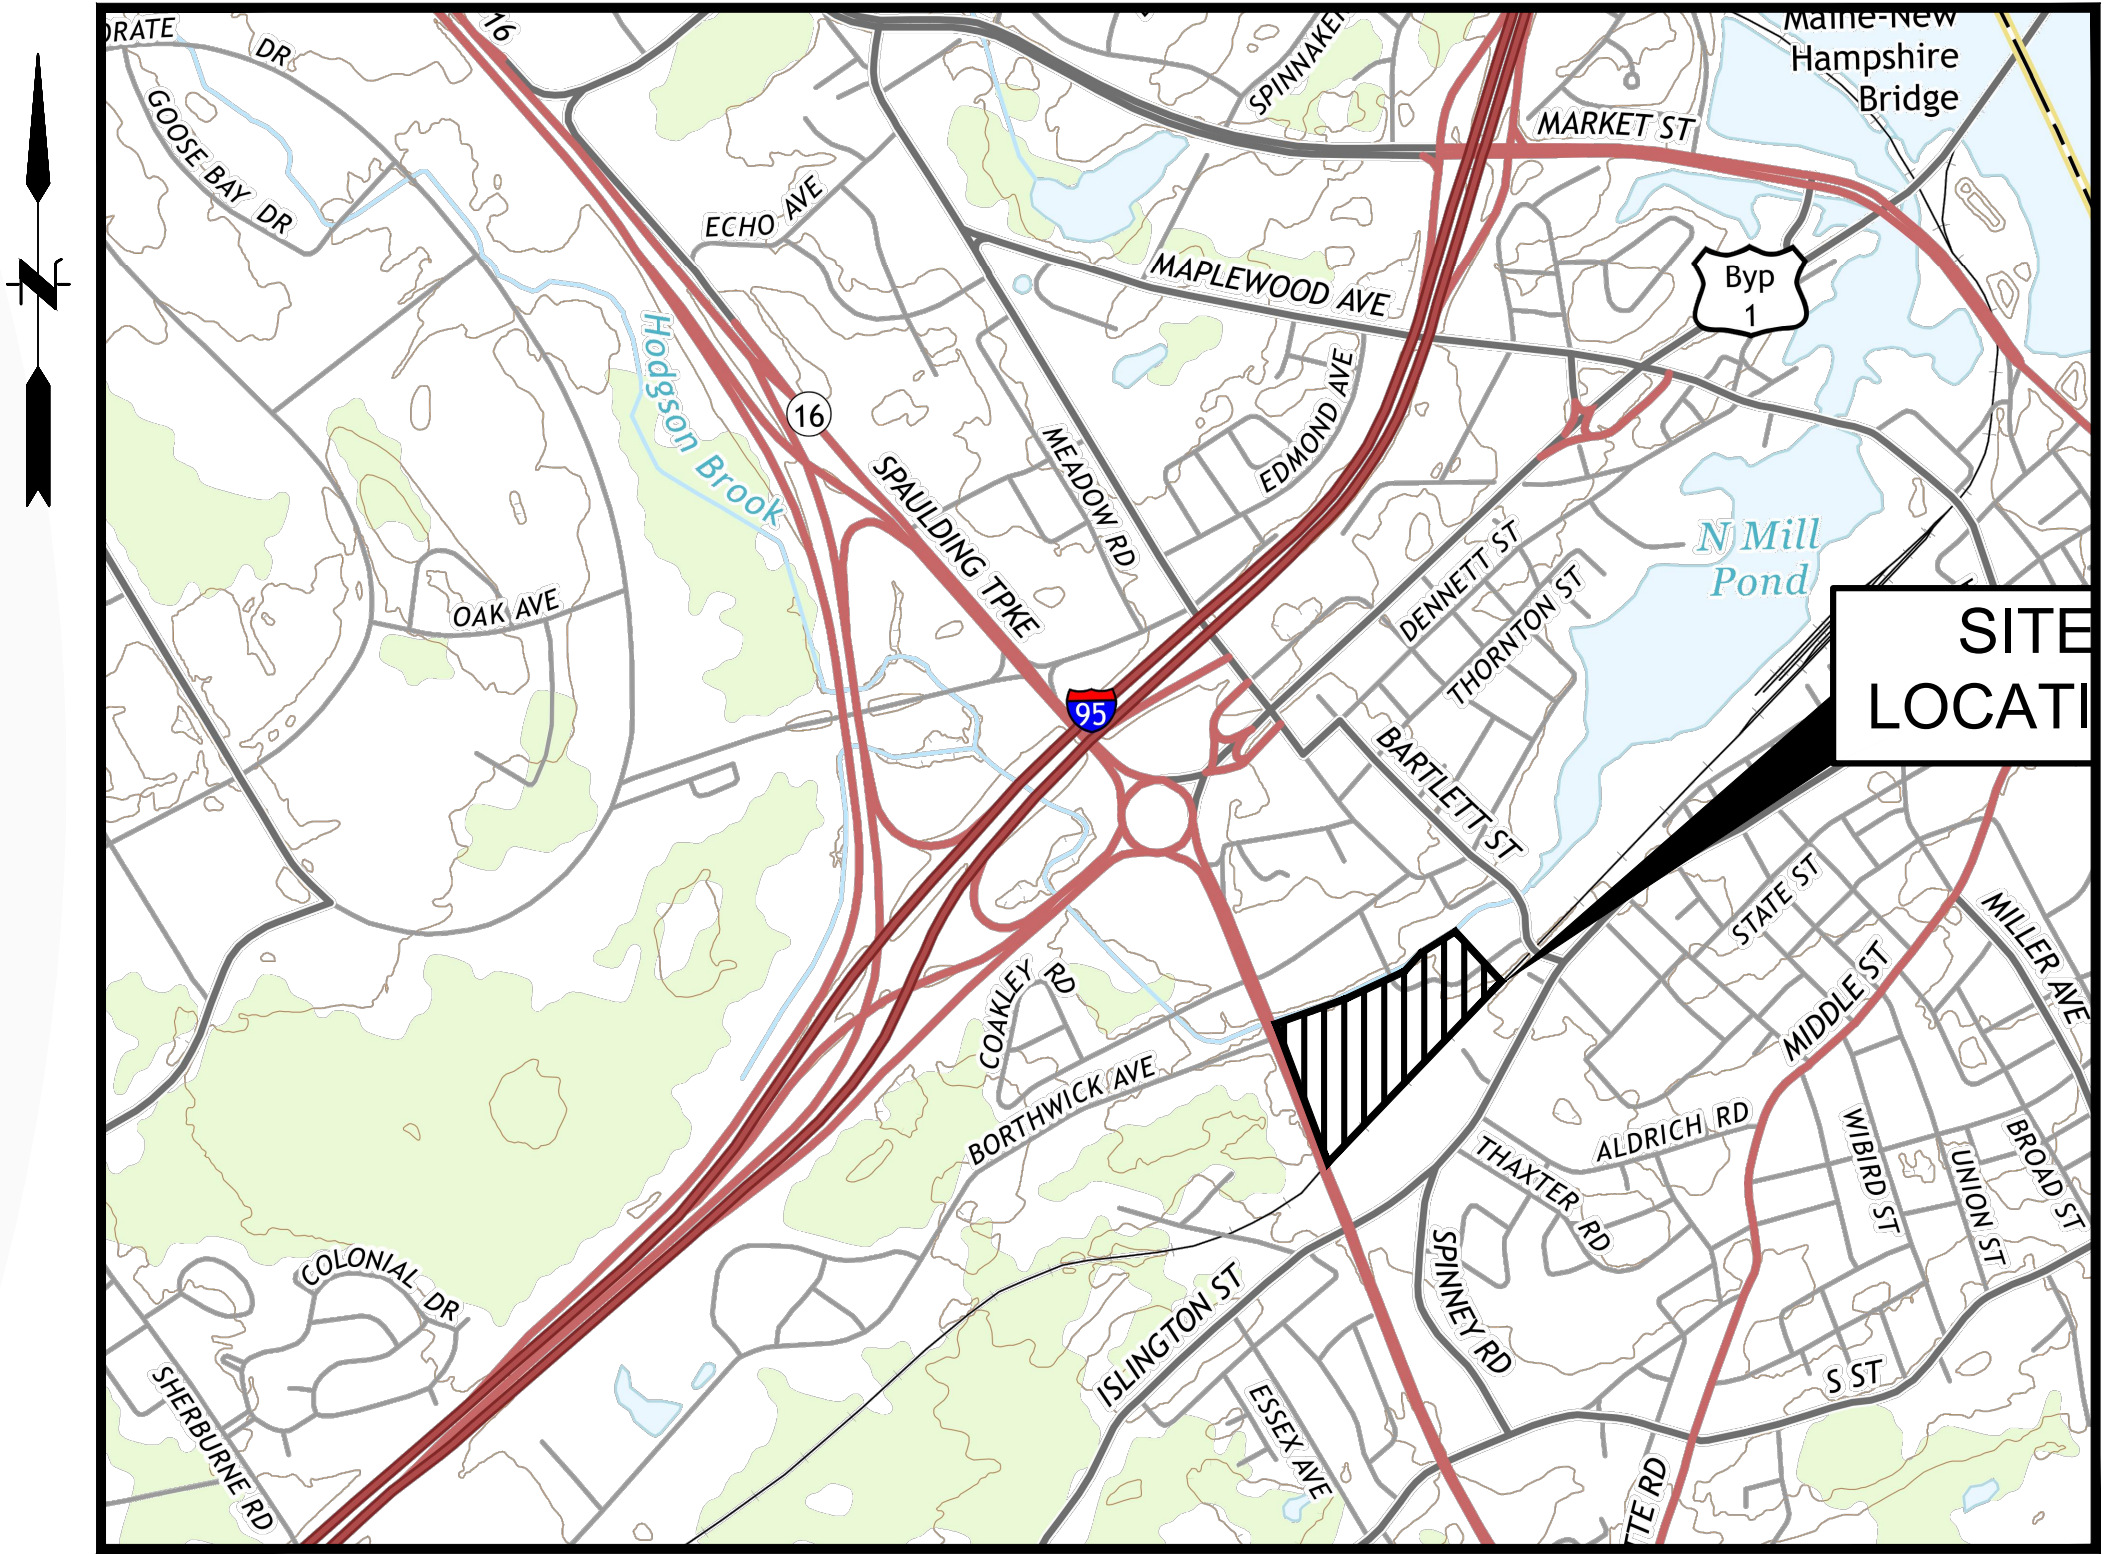 ORATE
DR
16
SPINNAKER
Maine-New
Hampshire
Bridge
GOOSE BAY DR
MARKET ST
ECHO AVE
MAPLEWOOD AVE
Byp
1
Hodgson Brook
16
EDMOND AVE
MEADOW RD
SPAULDING TPKE
DENNETT ST
THORNTON ST
N Mill
Pond
OAK AVE
SITE
LOCATI
95
BARTLETT ST
STATE ST
MILLER AVE
MIDDLE ST
COAKLEY RD
BORTHWICK AVE
ALDRICH RD
THAXTER RD
WIBIRD ST
UNION ST
BROAD ST
COLONIAL DR
ISLINGTON ST
SPINNEY RD
S ST
SHERBURNE RD
ESSEX AVE
TE RD
N